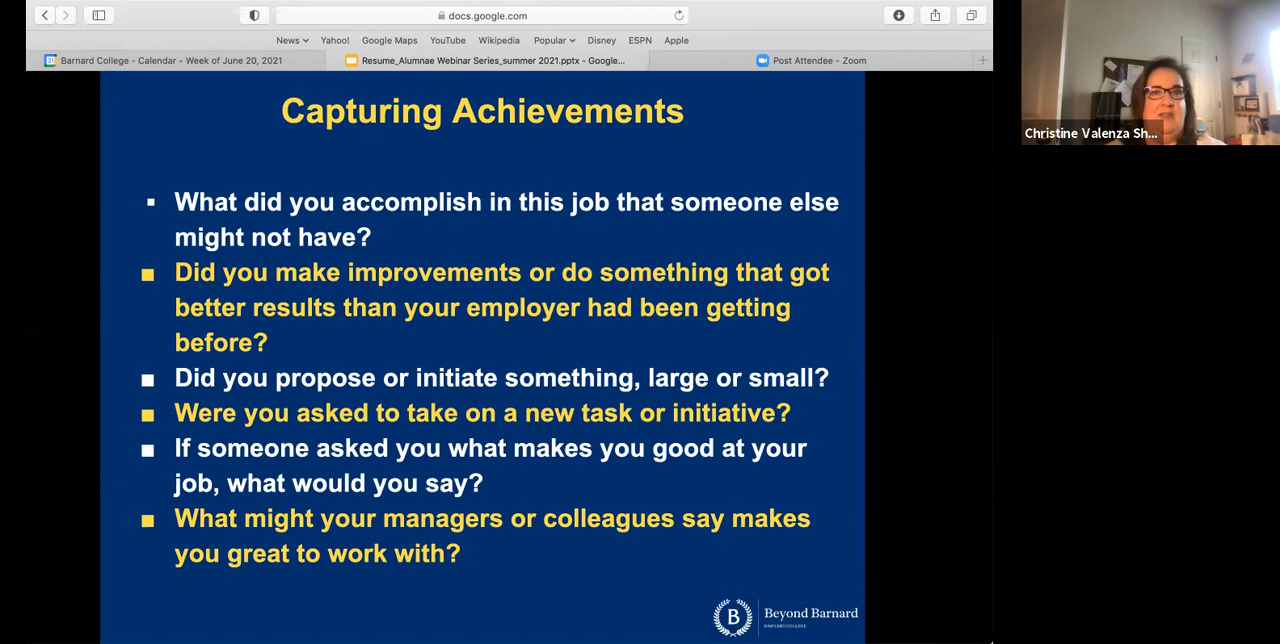 docs.google.com
News
Yahoo!
Google Maps
YouTube
Wikipedia
Popular
Disney
ESPN
Apple
31
Barnard College - Calendar - Week of June 20, 2021
Resume_Alumnae Webinar Series_summer 2021.pptx - Google...
Post Attendee - Zoom
Christine Valenza Sh...
Capturing Achievements
What did you accomplish in this job that someone else
might not have?
Did you make improvements or do something that got
better results than your employer had been getting
before?
Did you propose or initiate something, large or small?
Were you asked to take on a new task or initiative?
If someone asked you what makes you good at your
job, what would you say?
What might your managers or colleagues say makes
you great to work with?
B
Beyond Barnard
BARNARD COLLEGE